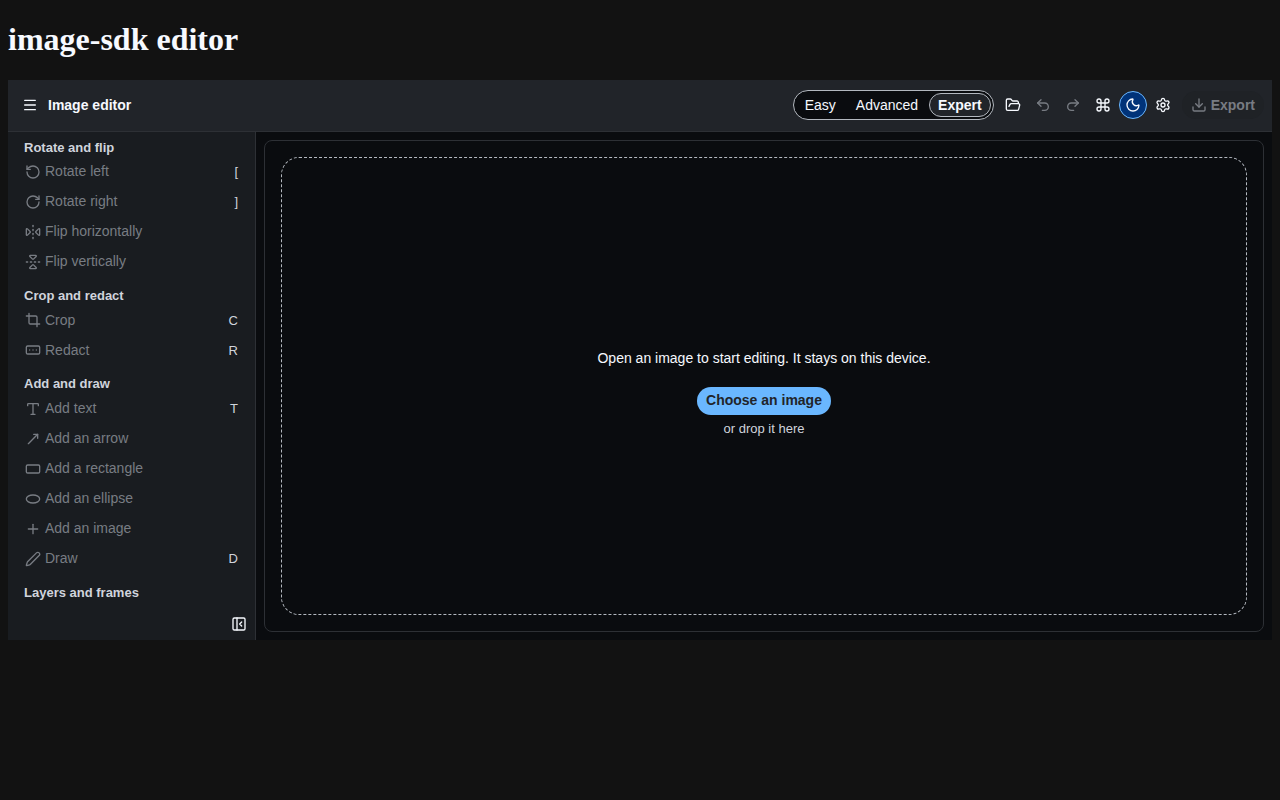 image-sdk editor
Image editor
Easy Advanced Expert
Export
Rotate and flip
Rotate left [
Rotate right ]
Flip horizontally
Flip vertically
Crop and redact
Crop C
Redact R
Add and draw
Add text T
Add an arrow
Add a rectangle
Add an ellipse
Add an image
Draw D
Layers and frames
Open an image to start editing. It stays on this device.
Choose an image
or drop it here